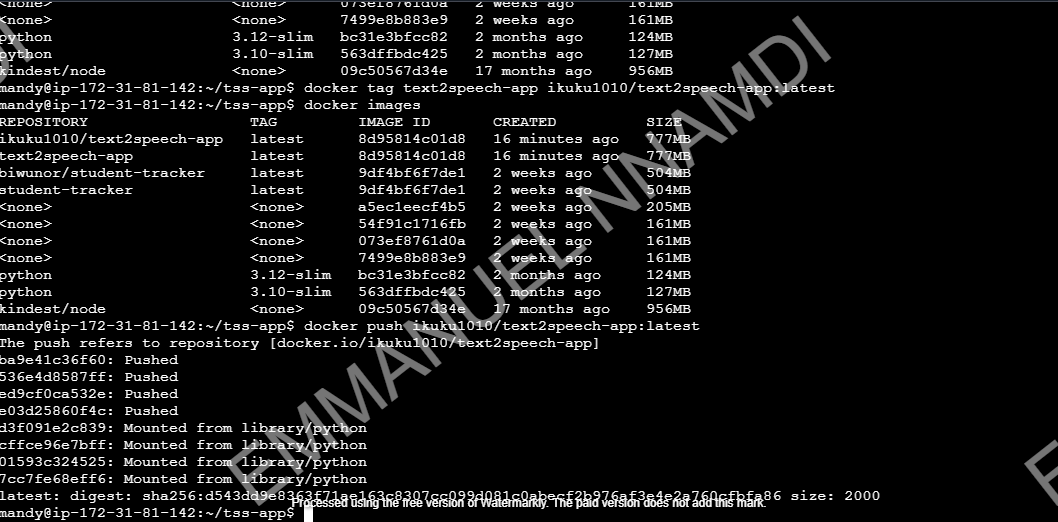 <none> <none> 073ef8761d0a 2 weeks ago 161MB
<none> <none> 7499e8b883e9 2 weeks ago 161MB
python 3.12-slim bc31e3bfcc82 2 months ago 124MB
python 3.10-slim 563dffbdc425 2 months ago 127MB
kindest/node <none> 09c50567d34e 17 months ago 956MB
mandy@ip-172-31-81-142:~/tss-app$ docker tag text2speech-app ikuku1010/text2speech-app:latest
mandy@ip-172-31-81-142:~/tss-app$ docker images
REPOSITORY TAG IMAGE ID CREATED SIZE
ikuku1010/text2speech-app latest 8d95814c01d8 16 minutes ago 777MB
text2speech-app latest 8d95814c01d8 16 minutes ago 777MB
biwunor/student-tracker latest 9df4bf6f7de1 2 weeks ago 504MB
student-tracker latest 9df4bf6f7de1 2 weeks ago 504MB
<none> <none> a5ec1eecf4b5 2 weeks ago 205MB
<none> <none> 54f91c1716fb 2 weeks ago 161MB
<none> <none> 073ef8761d0a 2 weeks ago 161MB
<none> <none> 7499e8b883e9 2 weeks ago 161MB
python 3.12-slim bc31e3bfcc82 2 months ago 124MB
python 3.10-slim 563dffbdc425 2 months ago 127MB
kindest/node <none> 09c50567d34e 17 months ago 956MB
mandy@ip-172-31-81-142:~/tss-app$ docker push ikuku1010/text2speech-app:latest
The push refers to repository [docker.io/ikuku1010/text2speech-app]
ba9e41c36f60: Pushed
536e4d8587ff: Pushed
ed9cf0ca532e: Pushed
e03d25860f4c: Pushed
d3f091e2c839: Mounted from library/python
cffce96e7bff: Mounted from library/python
01593c324525: Mounted from library/python
7cc7fe68eff6: Mounted from library/python
latest: digest: size: 2000
mandy@ip-172-31-81-142:~/tss-app$
EMMANUEL NNAMDI
Processed using the free version of Watermarkly. The paid version does not add this mark.